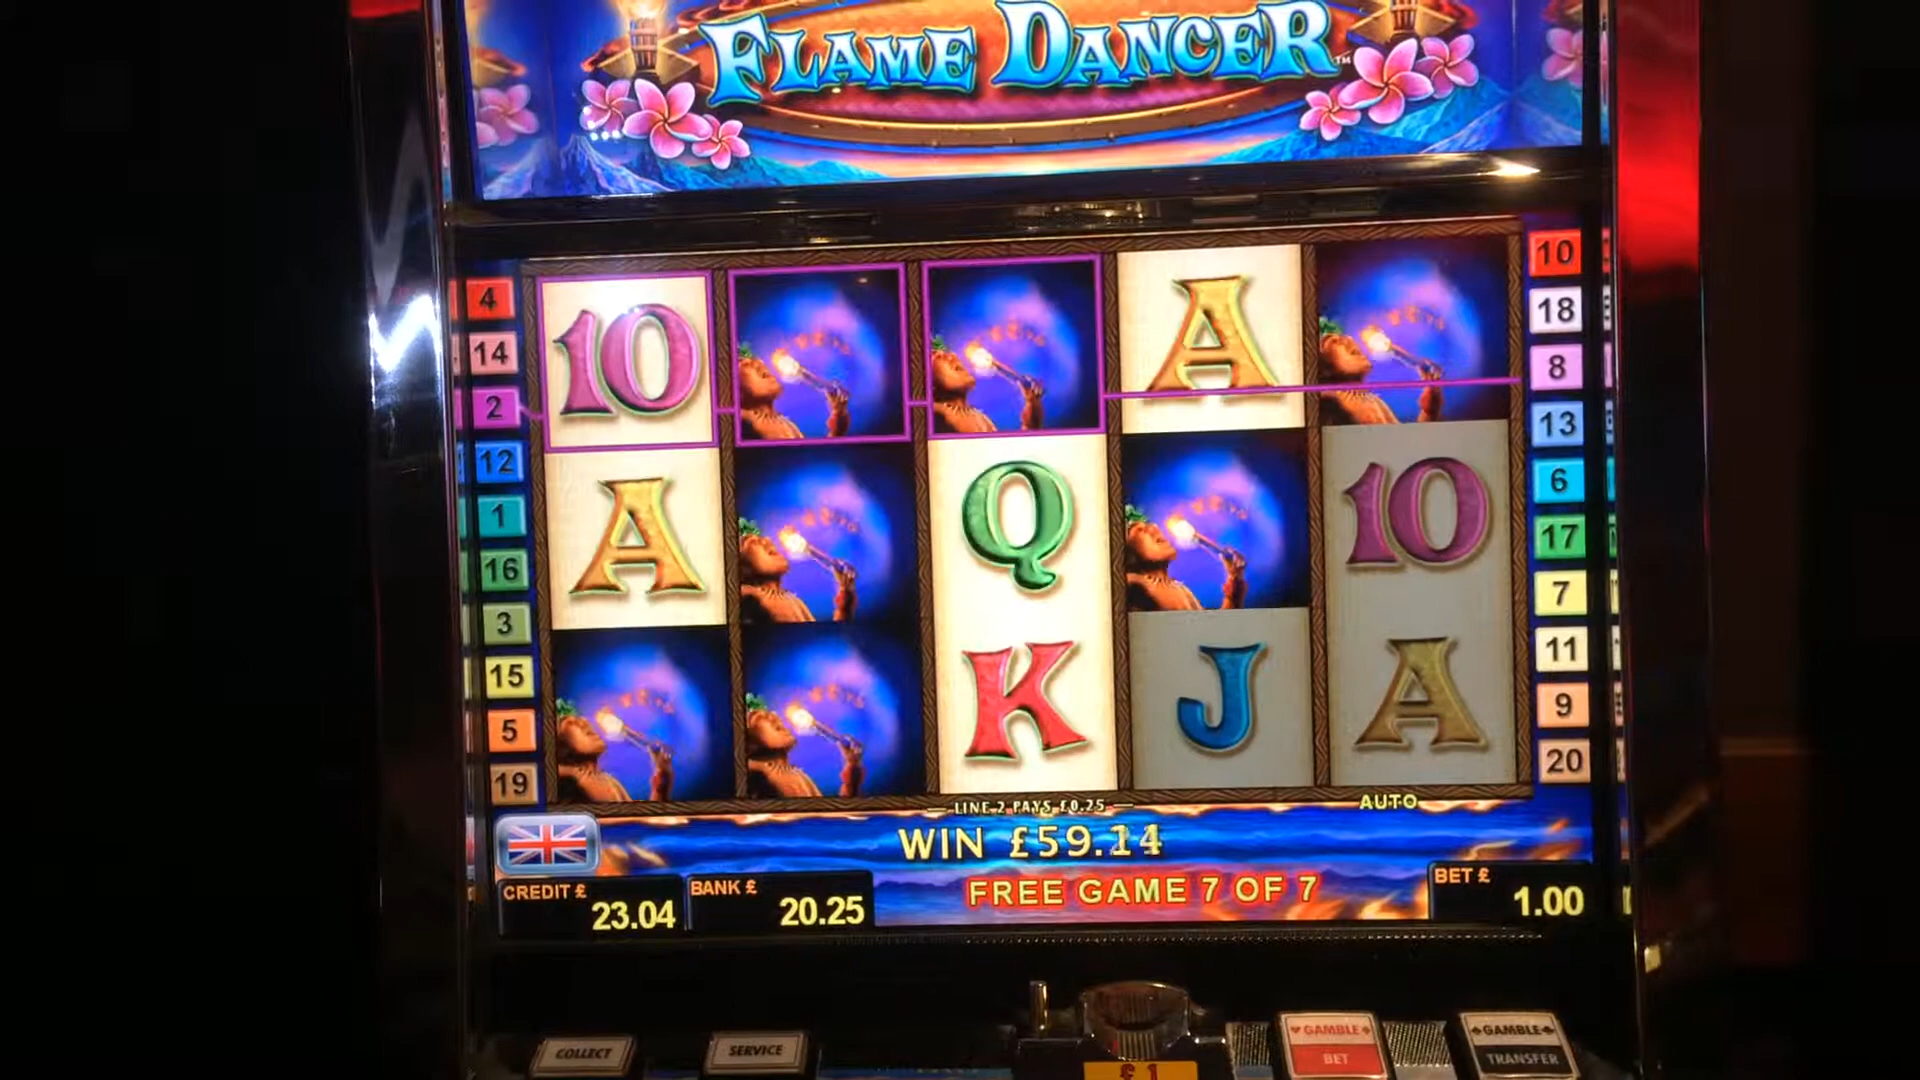 FLAME DANCER™
10
4
18
14
8
2
10
A
13
12
6
1
A
Q
10
17
16
7
3
11
15
K
J
A
9
5
20
19
LINE 2 PAYS £0.25
AUTO
WIN £59.14
CREDIT £
23.04
BANK £
20.25
FREE GAME 7 OF 7
BET £
1.00
COLLECT
SERVICE
£1
GAMBLE
BET
GAMBLE
TRANSFER